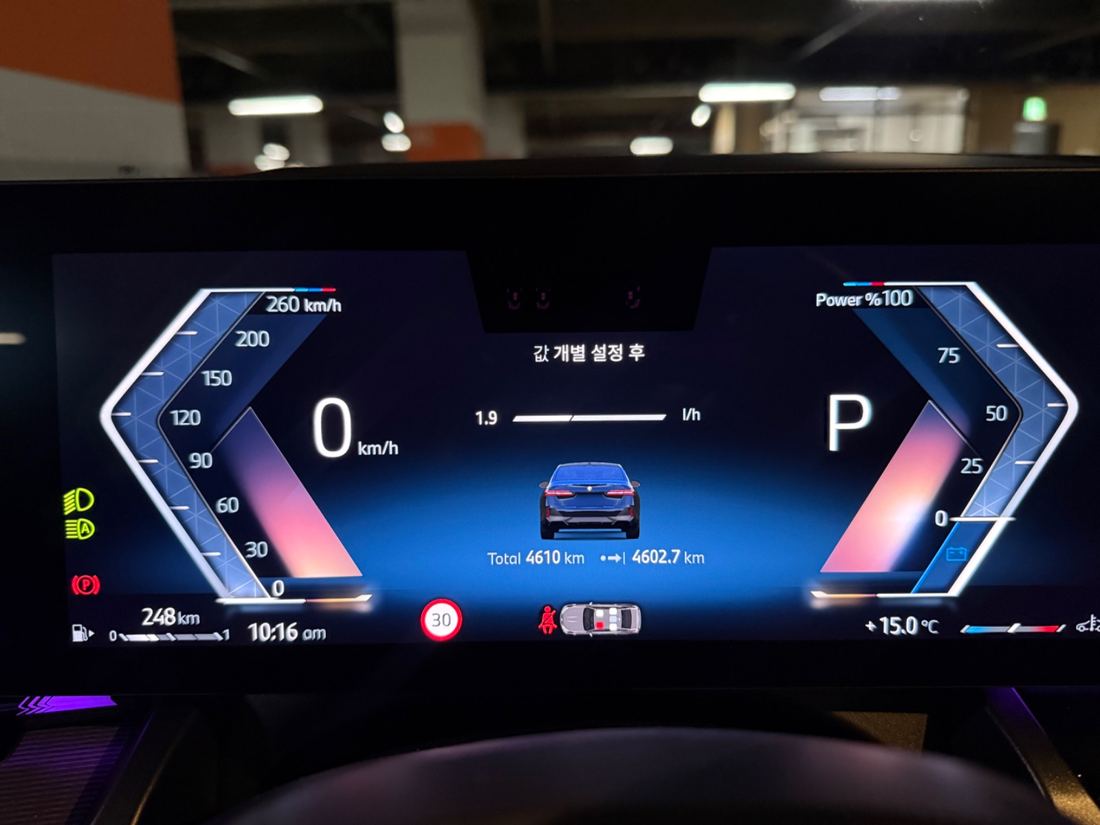 260 km/h
200
150
120
90
60
30
0
0 km/h
값 개별 설정 후
1.9 l/h
Total 4610 km 4602.7 km
Power %100
75
50
25
0
P
A
P
248 km
0 1
10:16 am
30
+15.0 °C